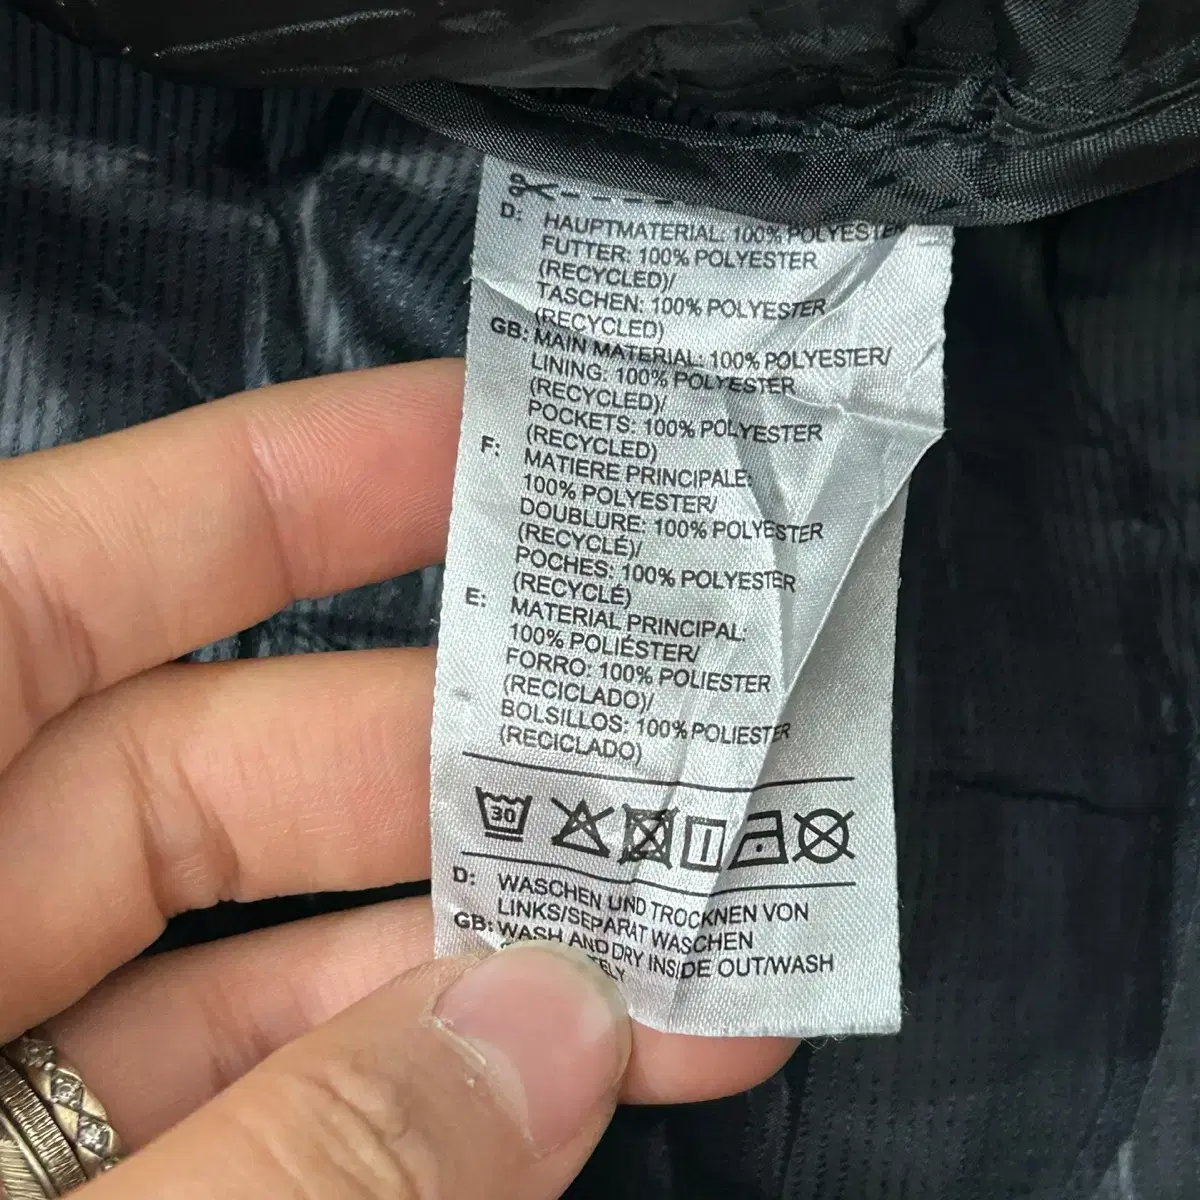 D: HAUPTMATERIAL: 100% POLYESTER
FUTTER: 100% POLYESTER
(RECYCLED)/
TASCHEN: 100% POLYESTER
(RECYCLED)
GB: MAIN MATERIAL: 100% POLYESTER/
LINING: 100% POLYESTER
(RECYCLED)/
POCKETS: 100% POLYESTER
(RECYCLED)
F: MATIERE PRINCIPALE:
100% POLYESTER/
DOUBLURE: 100% POLYESTER
(RECYCLÉ)/
POCHES: 100% POLYESTER
(RECYCLÉ)
E: MATERIAL PRINCIPAL:
100% POLIÉSTER/
FORRO: 100% POLIESTER
(RECICLADO)/
BOLSILLOS: 100% POLIESTER
(RECICLADO)
30
D: WASCHEN UND TROCKNEN VON
LINKS/SEPARAT WASCHEN
GB: WASH AND DRY INSIDE OUT/WASH